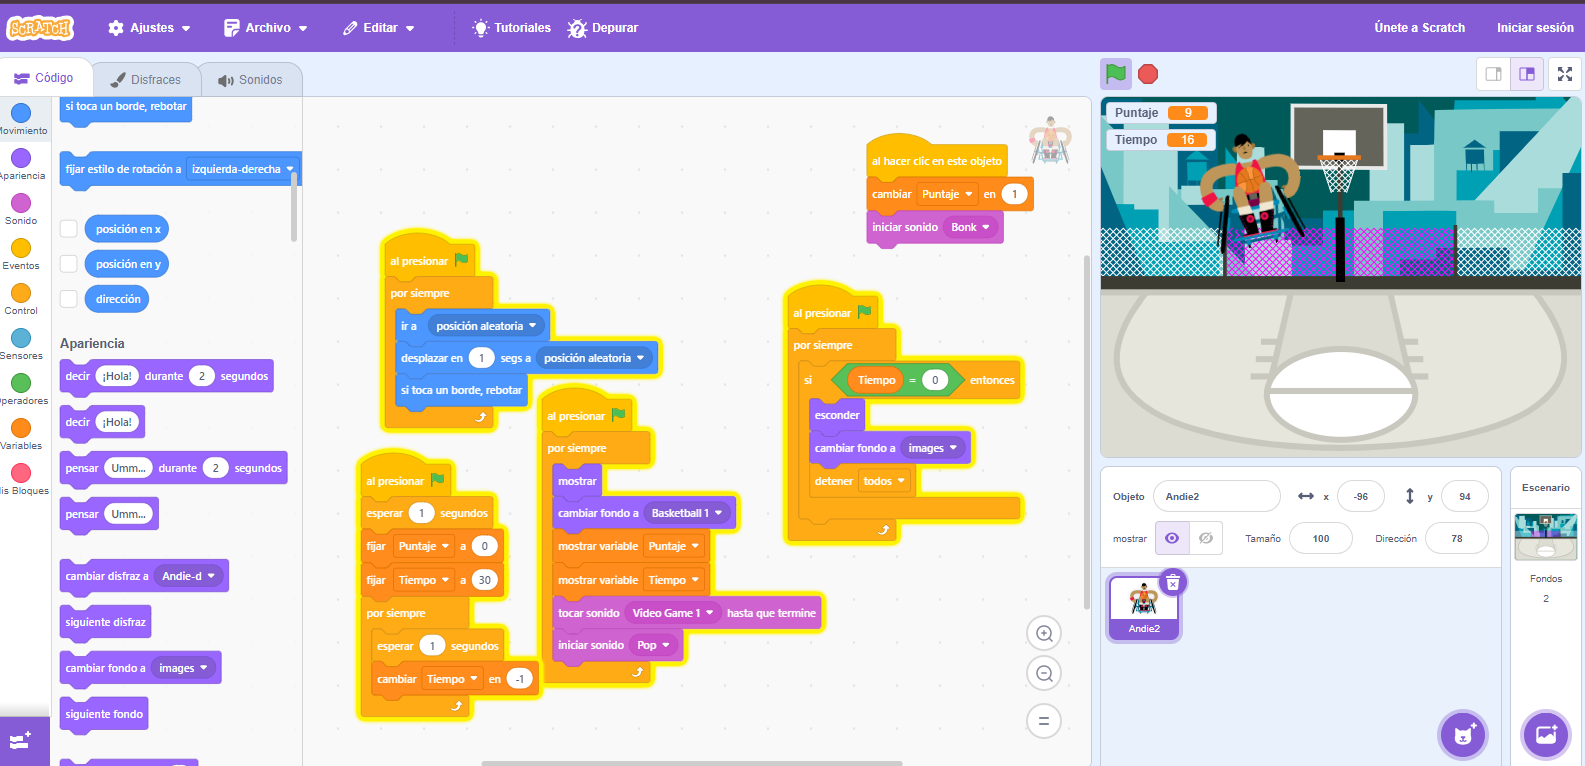 SCRATCH
Ajustes
Archivo
Editar
Tutoriales
Depurar
Únete a Scratch
Iniciar sesión
Código
Disfraces
Sonidos
Movimiento
Apariencia
Sonido
Eventos
Control
Sensores
Operadores
Variables
Mis Bloques
si toca un borde, rebotar
fijar estilo de rotación a izquierda-derecha
posición en x
posición en y
dirección
Apariencia
decir ¡Hola! durante 2 segundos
decir ¡Hola!
pensar Umm... durante 2 segundos
pensar Umm...
cambiar disfraz a Andie-d
siguiente disfraz
cambiar fondo a images
siguiente fondo
al presionar
por siempre
ir a posición aleatoria
desplazar en 1 segs a posición aleatoria
si toca un borde, rebotar
al presionar
esperar 1 segundos
fijar Puntaje a 0
fijar Tiempo a 30
por siempre
esperar 1 segundos
cambiar Tiempo en -1
al presionar
por siempre
mostrar
cambiar fondo a Basketball 1
mostrar variable Puntaje
mostrar variable Tiempo
tocar sonido Video Game 1 hasta que termine
iniciar sonido Pop
al hacer clic en este objeto
cambiar Puntaje en 1
iniciar sonido Bonk
al presionar
por siempre
si Tiempo = 0 entonces
esconder
cambiar fondo a images
detener todos
Puntaje 9
Tiempo 16
Objeto Andie2 x -96 y 94
mostrar Tamaño 100 Dirección 78
Andie2
Escenario
Fondos
2